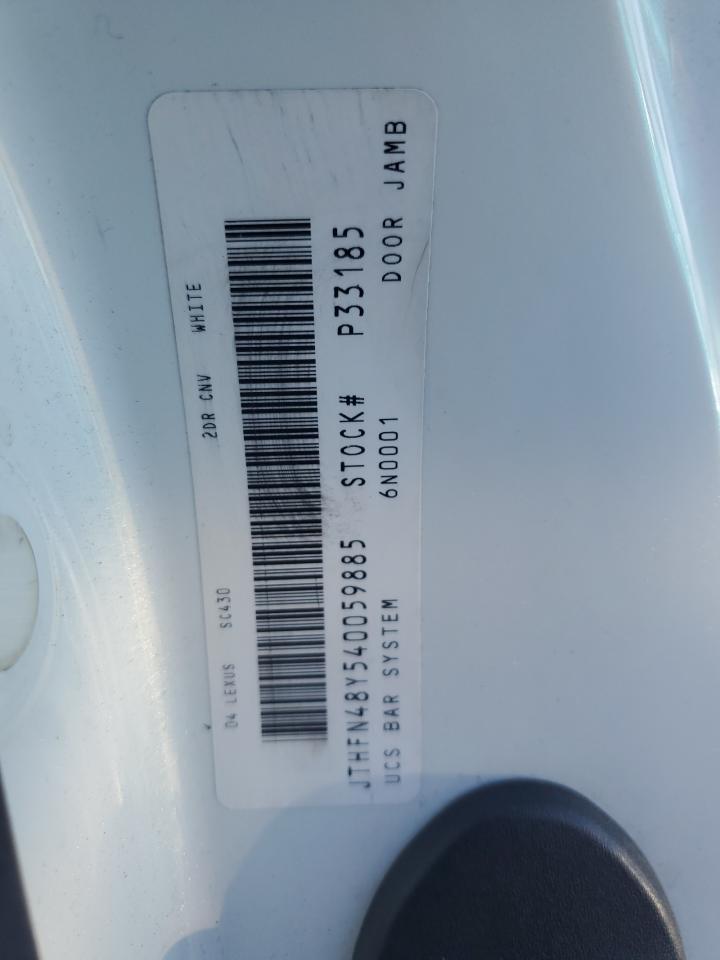 04 LEXUS SC430 2DR CNV WHITE
JTHFN48Y540059885 STOCK# P33185
UCS BAR SYSTEM 6N0001 DOOR JAMB